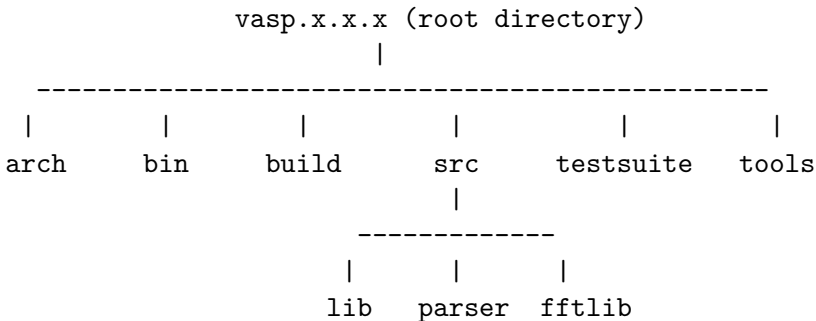 vasp.x.x.x (root directory)
|
------------------------------------------------
| | | | | |
arch bin build src testsuite tools
|
-------------
| | |
lib parser fftlib